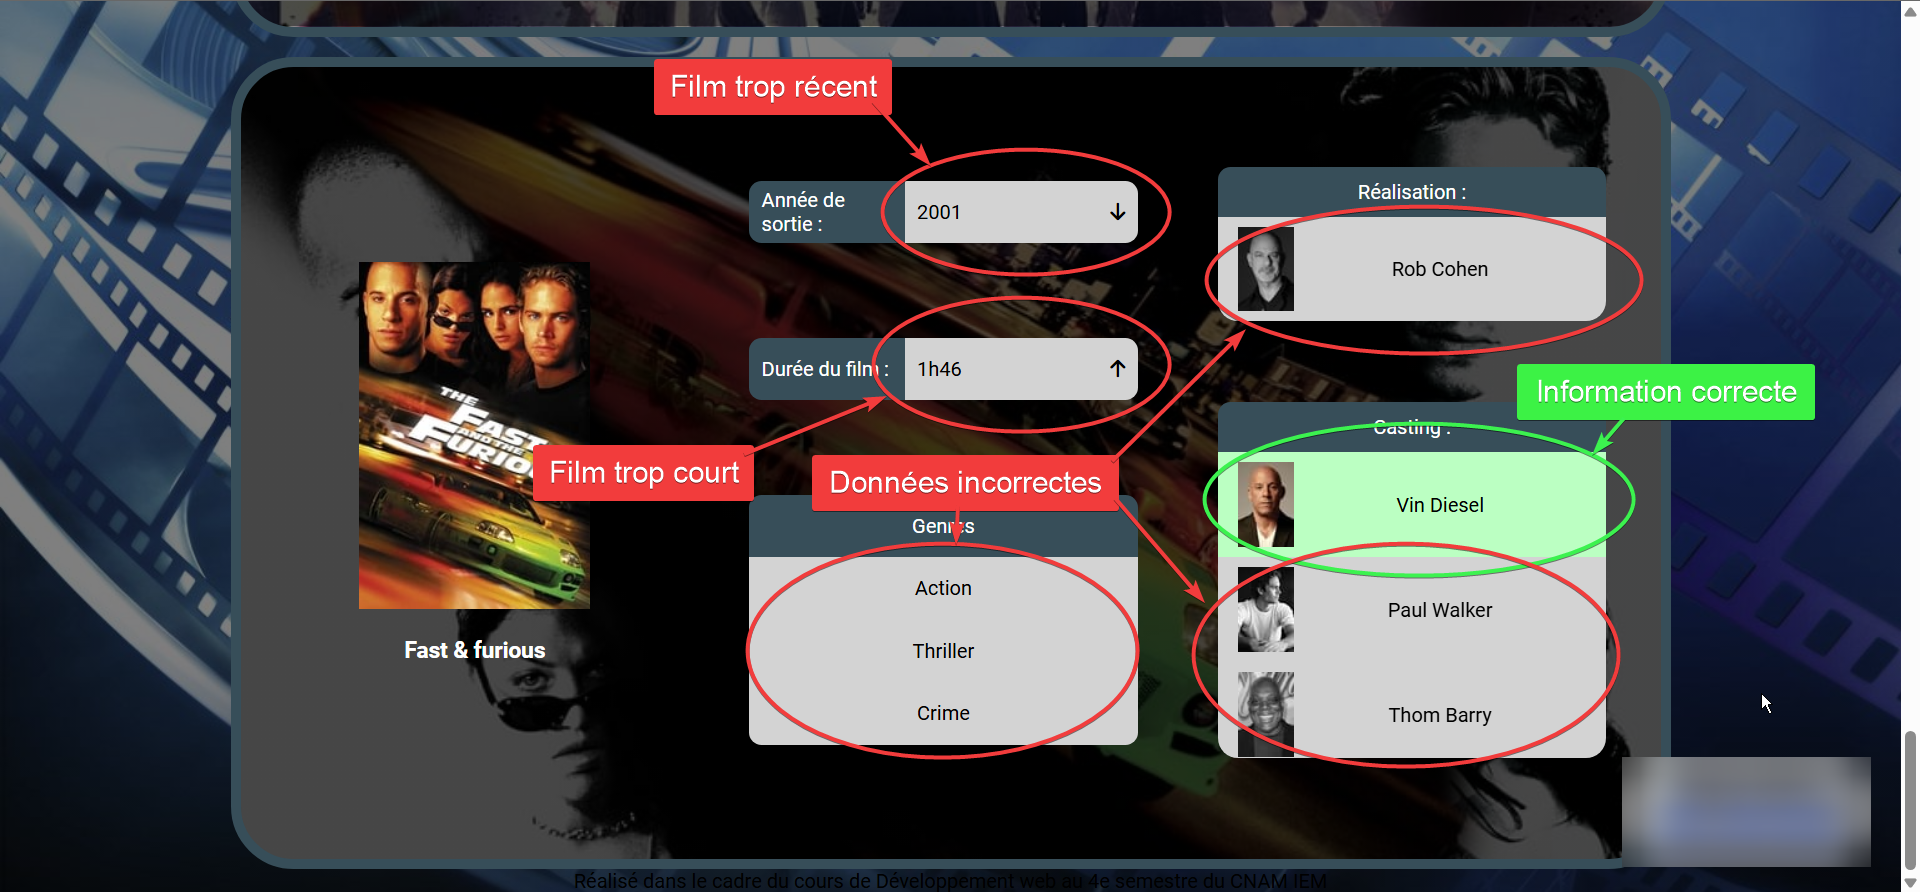 Film trop récent
Année de
sortie :
2001
Réalisation :
Rob Cohen
Durée du film :
1h46
Information correcte
Casting :
THE
FAST
AND THE
FURIO
Film trop court
Données incorrectes
Vin Diesel
Genres
Action
Paul Walker
Thriller
Fast & furious
Crime
Thom Barry
Réalisé dans le cadre du cours de Développement web au 4e semestre du CNAM IEM